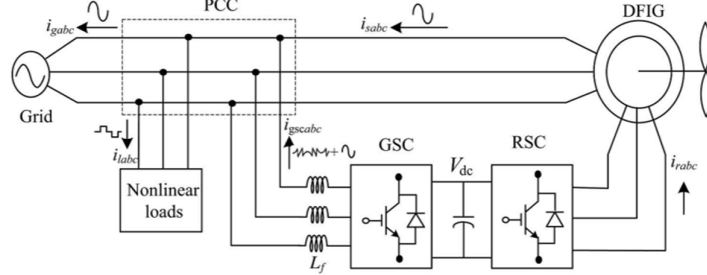 PCC
DFIG
i_gabc
i_sabc
Grid
i_labc
i_gscabc
+
GSC
V_dc
RSC
i_rabc
Nonlinear
loads
L_f